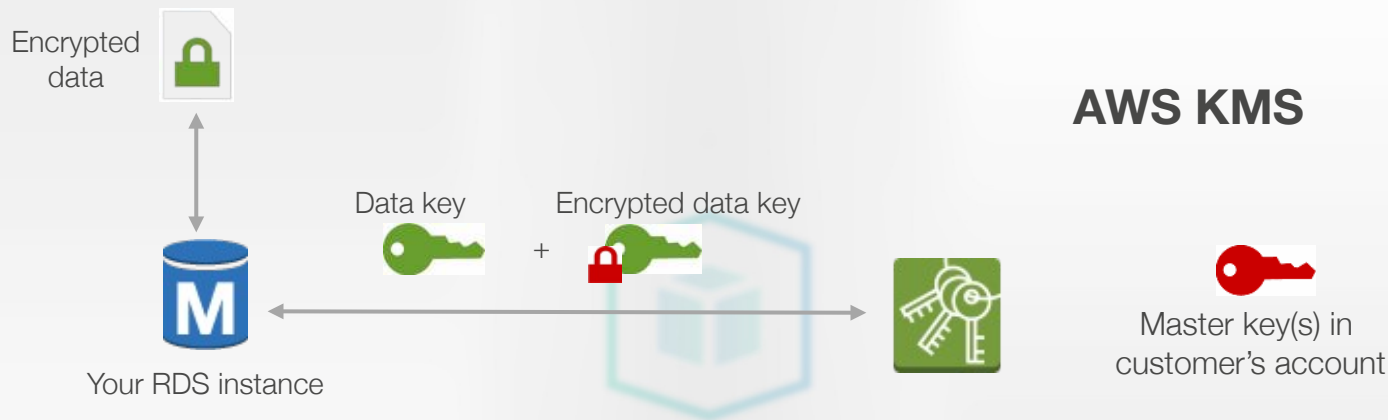 Encrypted
data
AWS KMS
Data key
Encrypted data key
+
M
Master key(s) in
customer's account
Your RDS instance